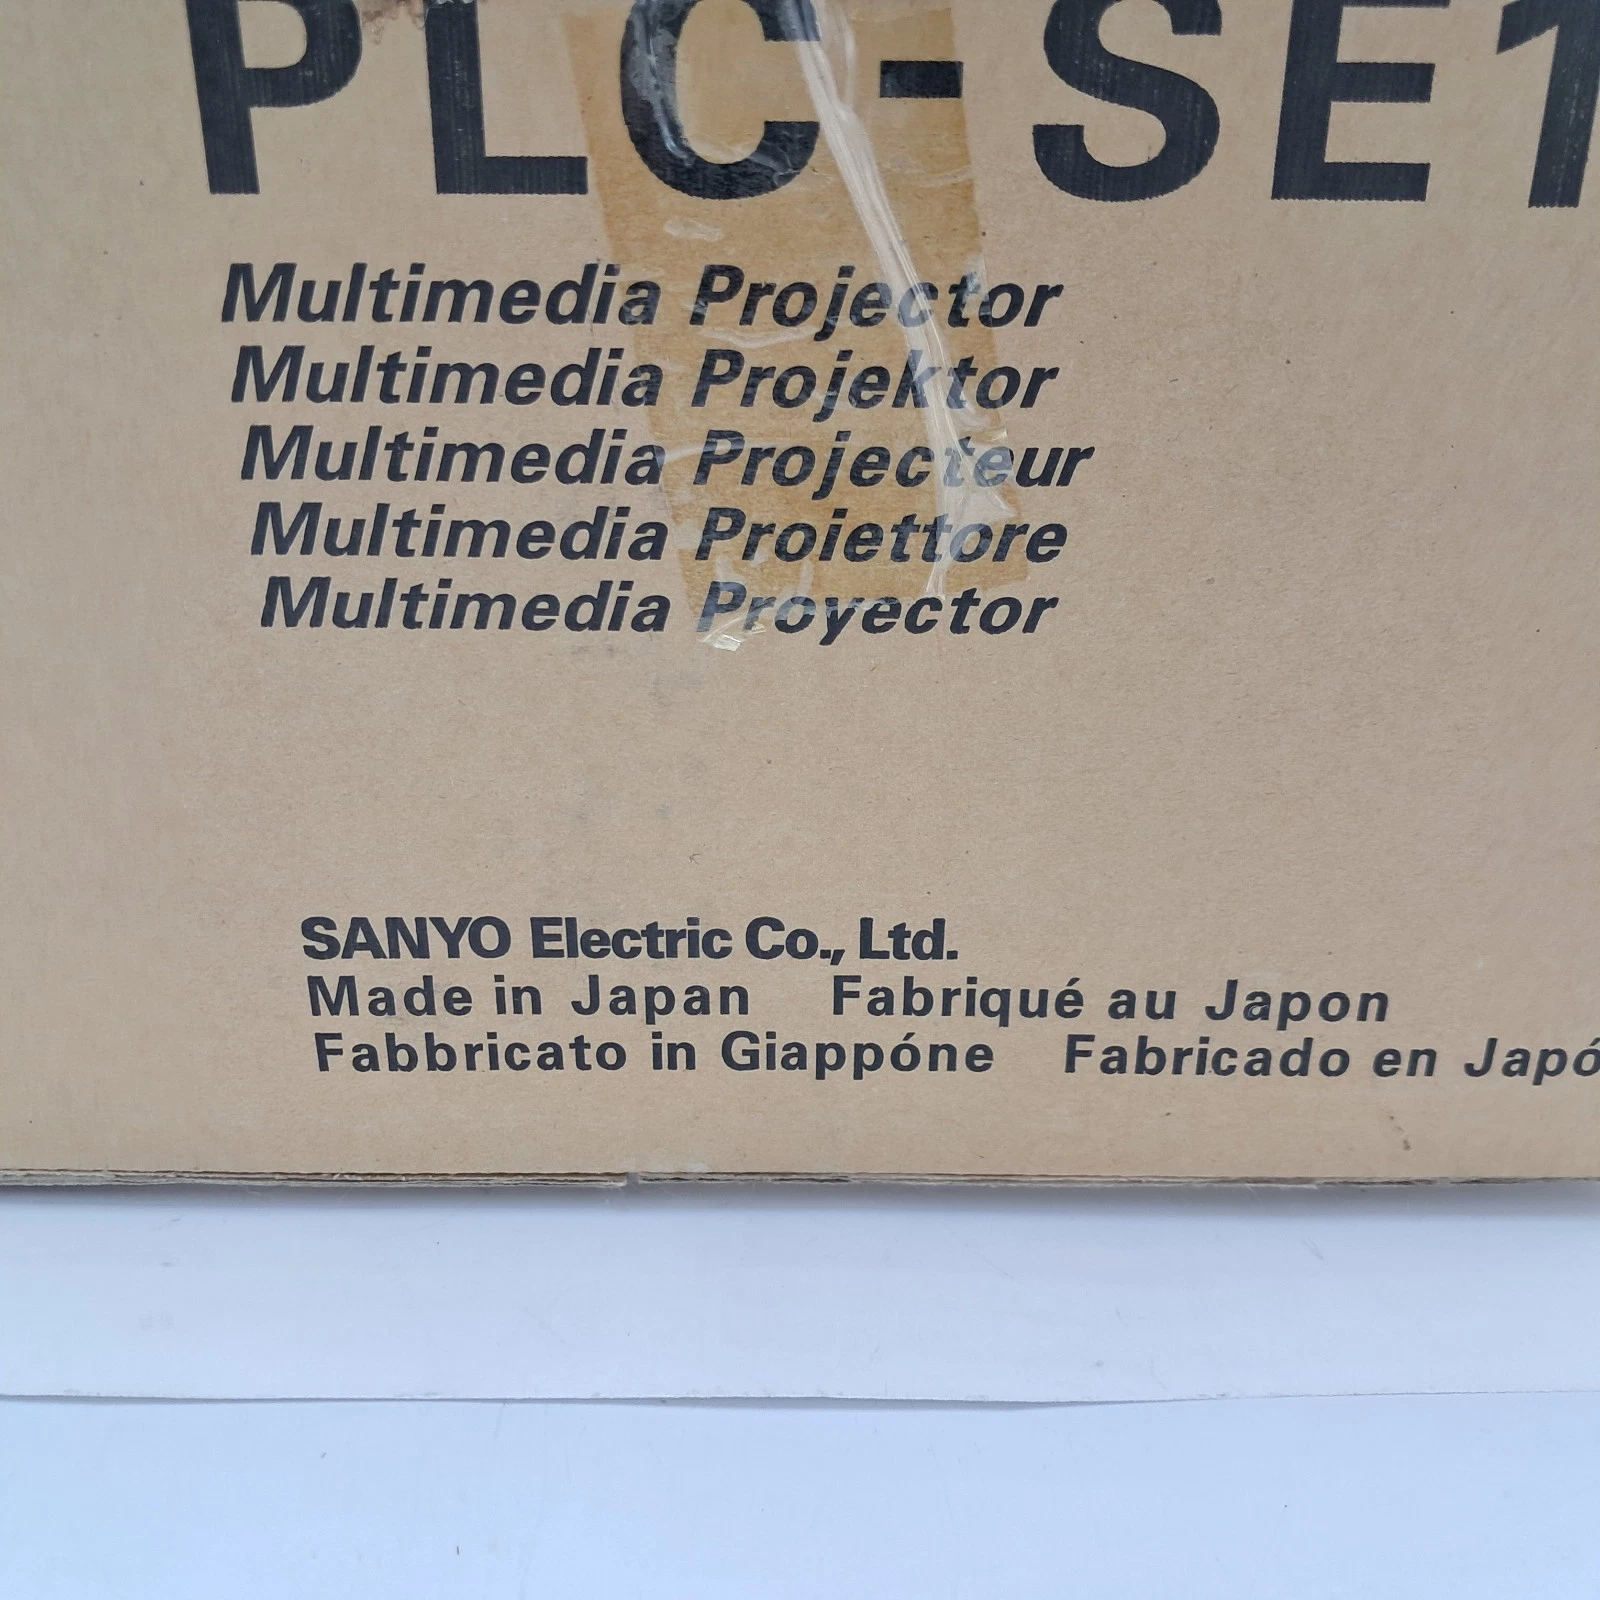 PLC-SE1
Multimedia Projector
Multimedia Projektor
Multimedia Projecteur
Multimedia Proiettore
Multimedia Proyector
SANYO Electric Co., Ltd.
Made in Japan Fabriqué au Japon
Fabbricato in Giappóne Fabricado en Japó